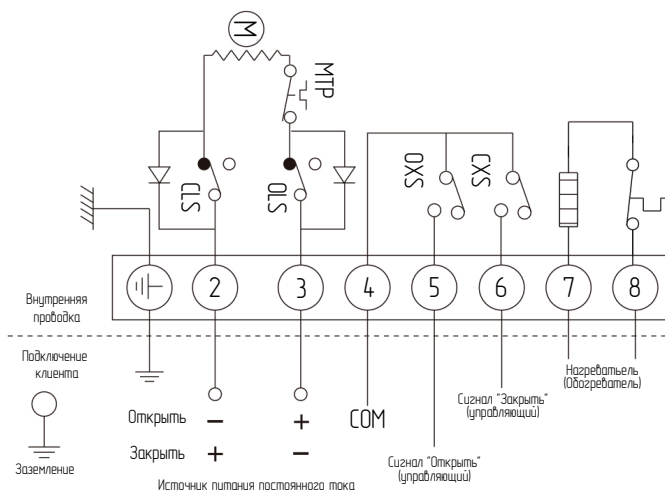 M
MTP
CLS
OLS
OXS
CXS
2 3 4 5 6 7 8
Внутренняя
проводка
Подключение
клиента
Заземление
Открыть − +
Закрыть + −
COM
Источник питания постоянного тока
Сигнал "Открыть"
(управляющий)
Сигнал "Закрыть"
(управляющий)
Нагреватьель
(Обогреватель)